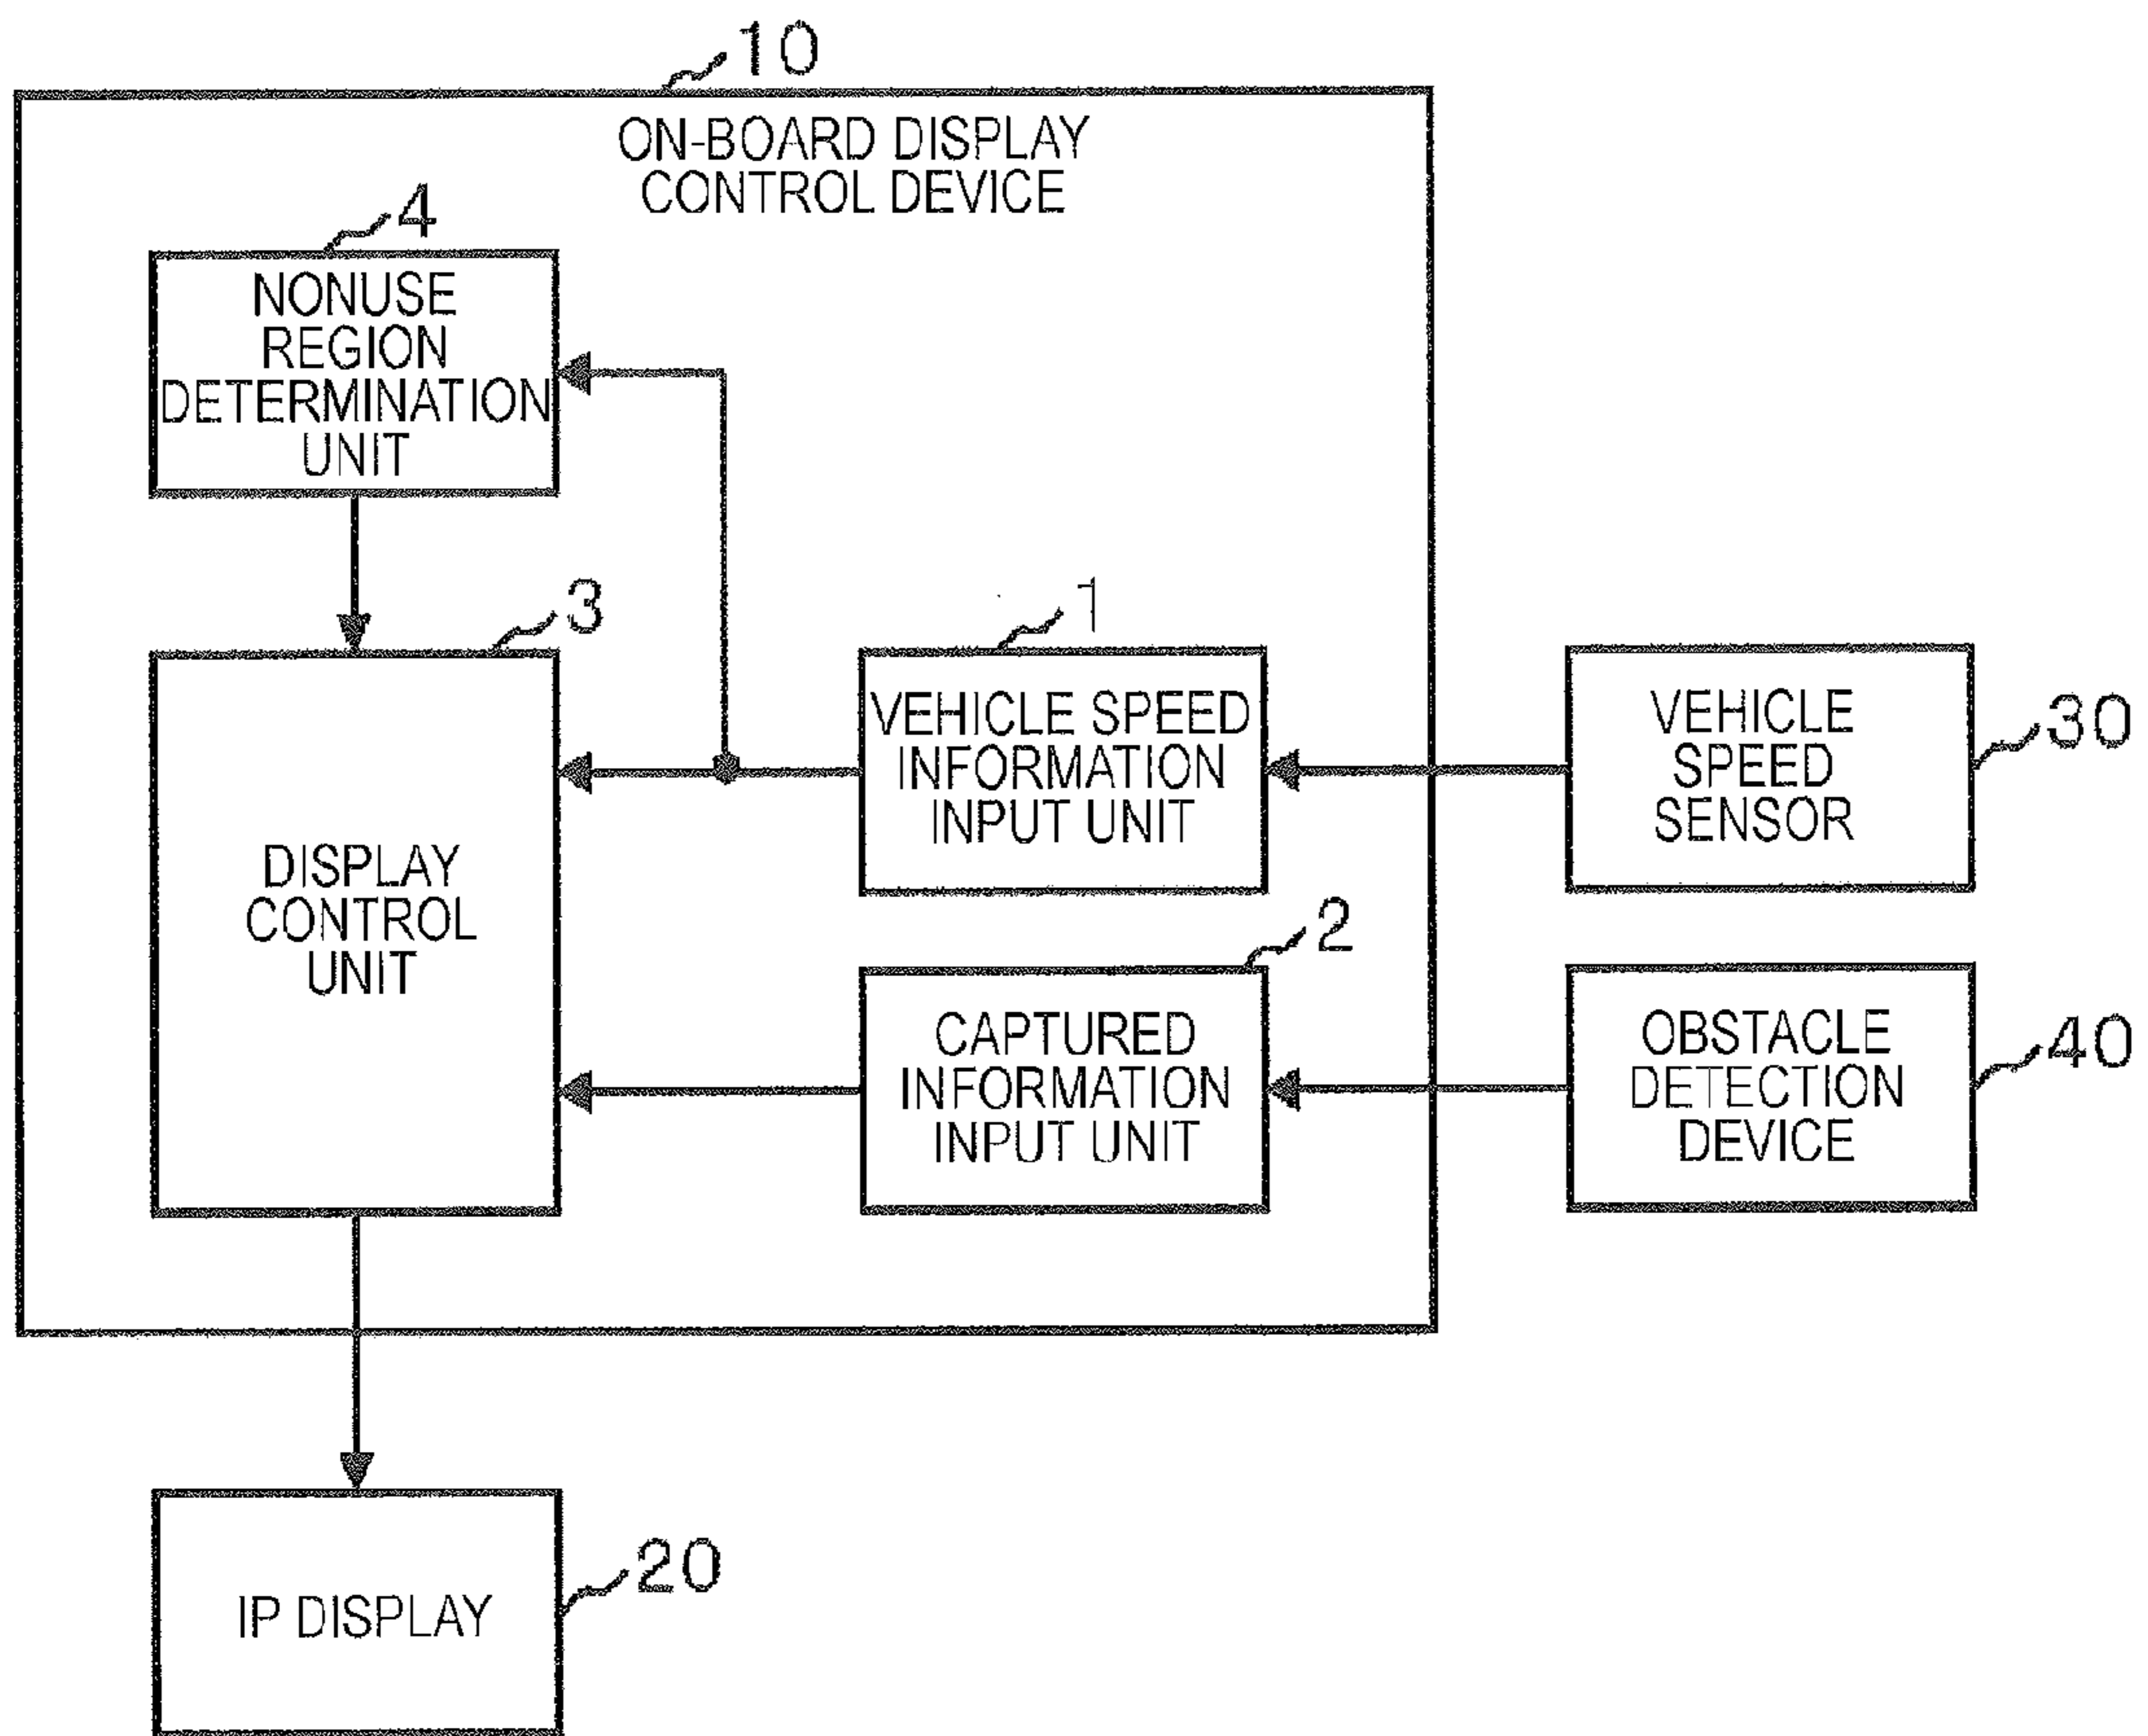 10
ON-BOARD DISPLAY
CONTROL DEVICE
4
NONUSE
REGION
DETERMINATION
UNIT
3
DISPLAY
CONTROL
UNIT
1
VEHICLE SPEED
INFORMATION
INPUT UNIT
VEHICLE
SPEED
SENSOR
30
2
CAPTURED
INFORMATION
INPUT UNIT
OBSTACLE
DETECTION
DEVICE
40
IP DISPLAY
20